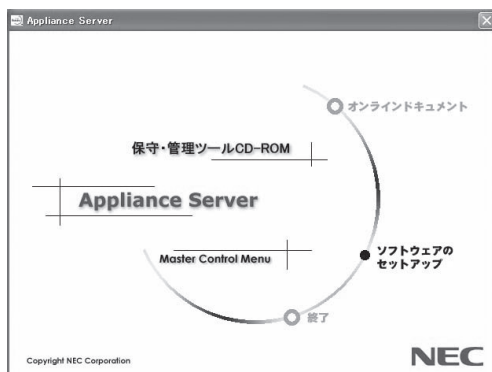 Appliance Server
オンラインドキュメント
保守・管理ツールCD-ROM
Appliance Server
ソフトウェアの
セットアップ
Master Control Menu
終了
Copyright NEC Corporation
NEC